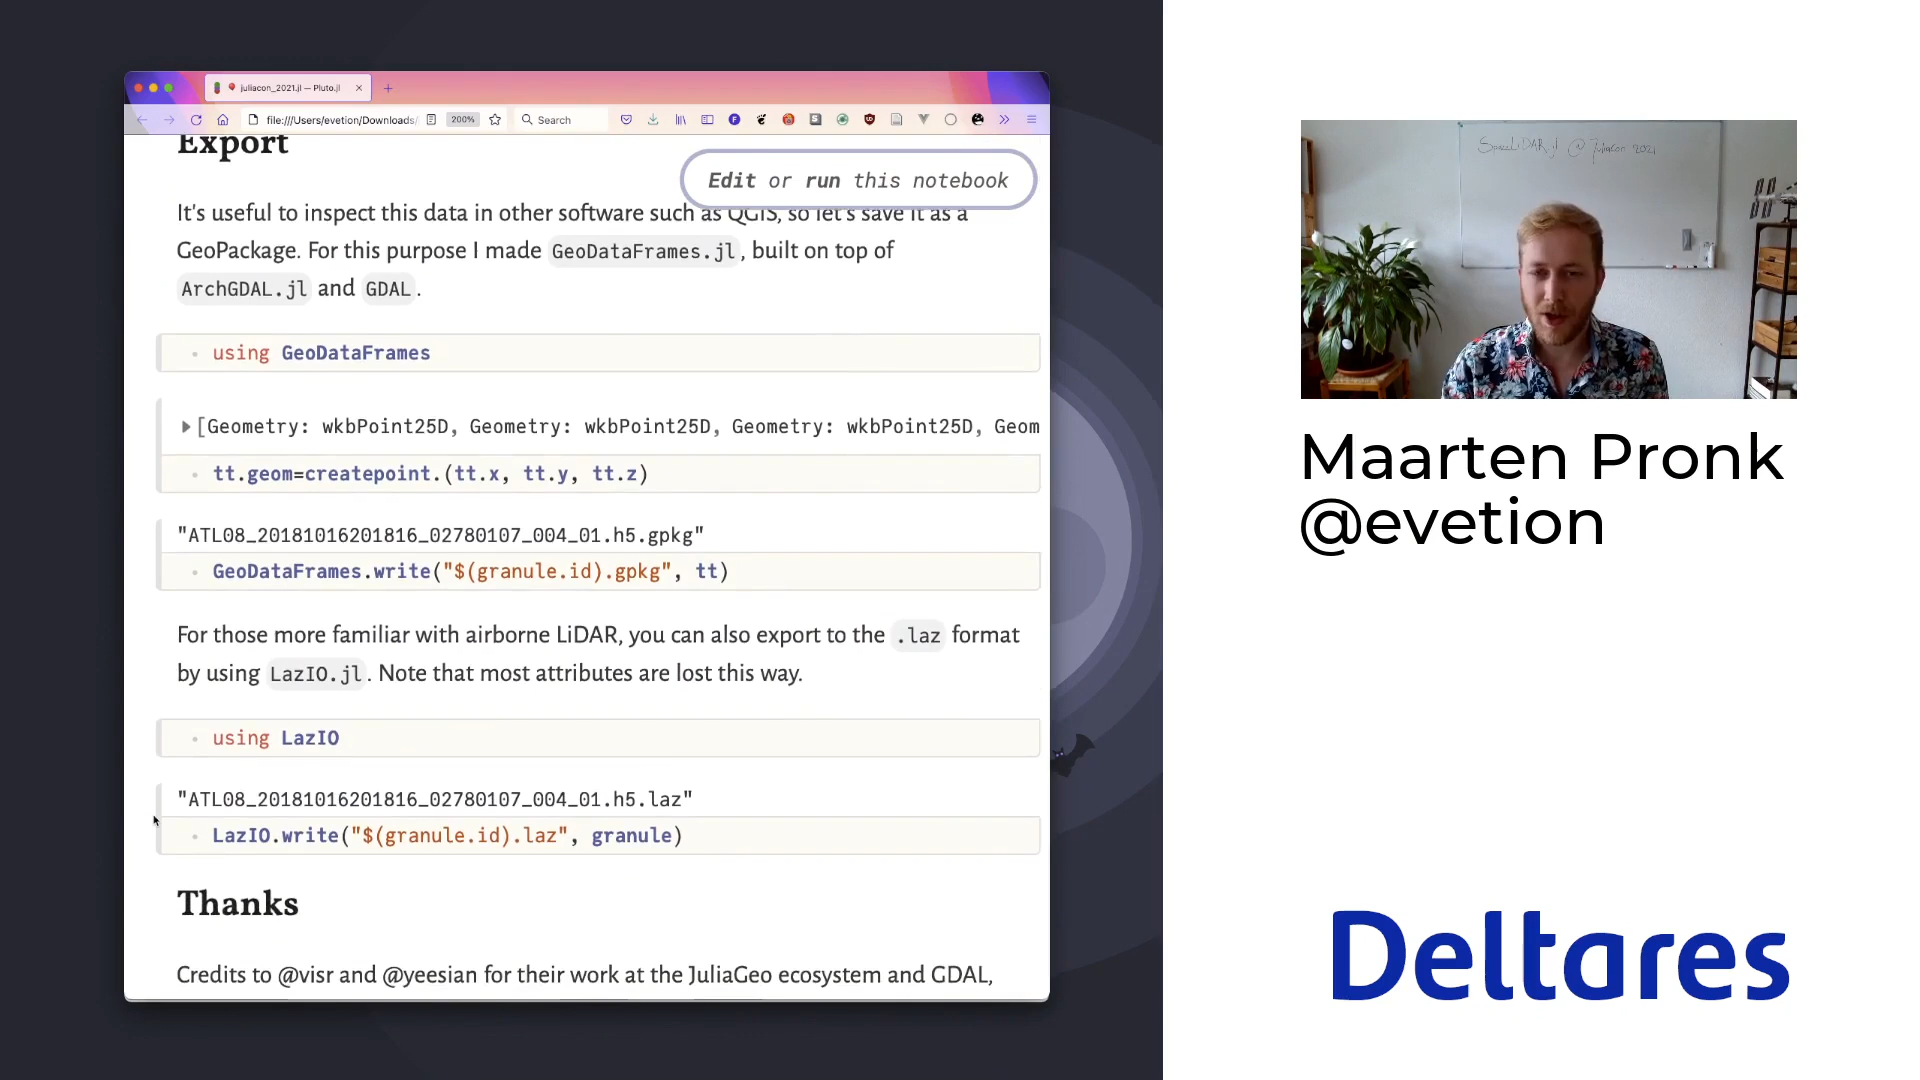 juliacon_2021.jl — Pluto.jl
file:///Users/evetion/Downloads/
200%
Search
Export
Edit or run this notebook
It's useful to inspect this data in other software such as QGIS, so let's save it as a
GeoPackage. For this purpose I made GeoDataFrames.jl, built on top of
ArchGDAL.jl and GDAL.
using GeoDataFrames
[Geometry: wkbPoint25D, Geometry: wkbPoint25D, Geometry: wkbPoint25D, Geom
tt.geom=createpoint.(tt.x, tt.y, tt.z)
"ATL08_20181016201816_02780107_004_01.h5.gpkg"
GeoDataFrames.write("$(granule.id).gpkg", tt)
For those more familiar with airborne LiDAR, you can also export to the .laz format
by using LazIO.jl. Note that most attributes are lost this way.
using LazIO
"ATL08_20181016201816_02780107_004_01.h5.laz"
LazIO.write("$(granule.id).laz", granule)
Thanks
Credits to @visr and @yeesian for their work at the JuliaGeo ecosystem and GDAL,
SpaceLiDAR.jl @ Juliacon 2021
Maarten Pronk
@evetion
Deltares